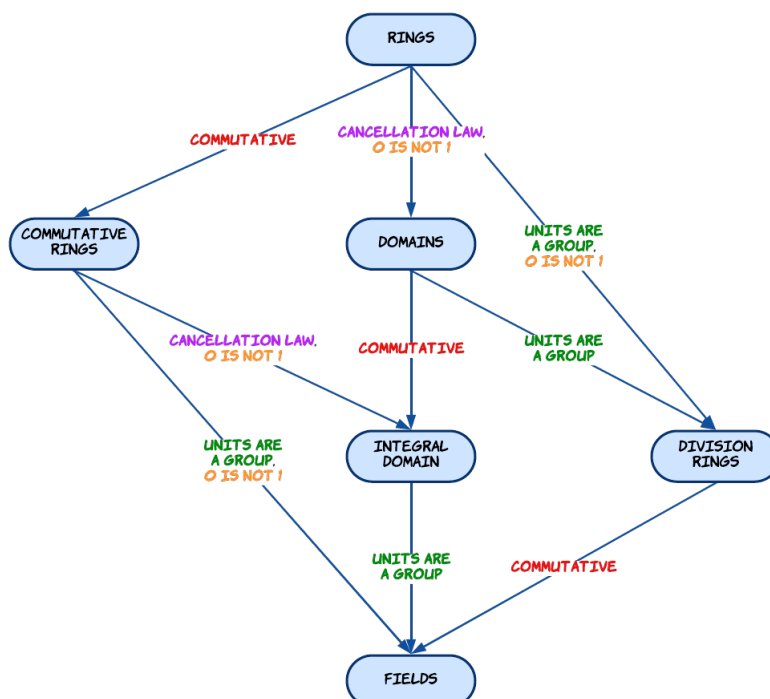 RINGS
COMMUTATIVE
CANCELLATION LAW.
0 IS NOT 1
COMMUTATIVE
RINGS
DOMAINS
UNITS ARE
A GROUP.
0 IS NOT 1
CANCELLATION LAW.
0 IS NOT 1
COMMUTATIVE
UNITS ARE
A GROUP
UNITS ARE
A GROUP.
0 IS NOT 1
INTEGRAL
DOMAIN
DIVISION
RINGS
UNITS ARE
A GROUP
COMMUTATIVE
FIELDS